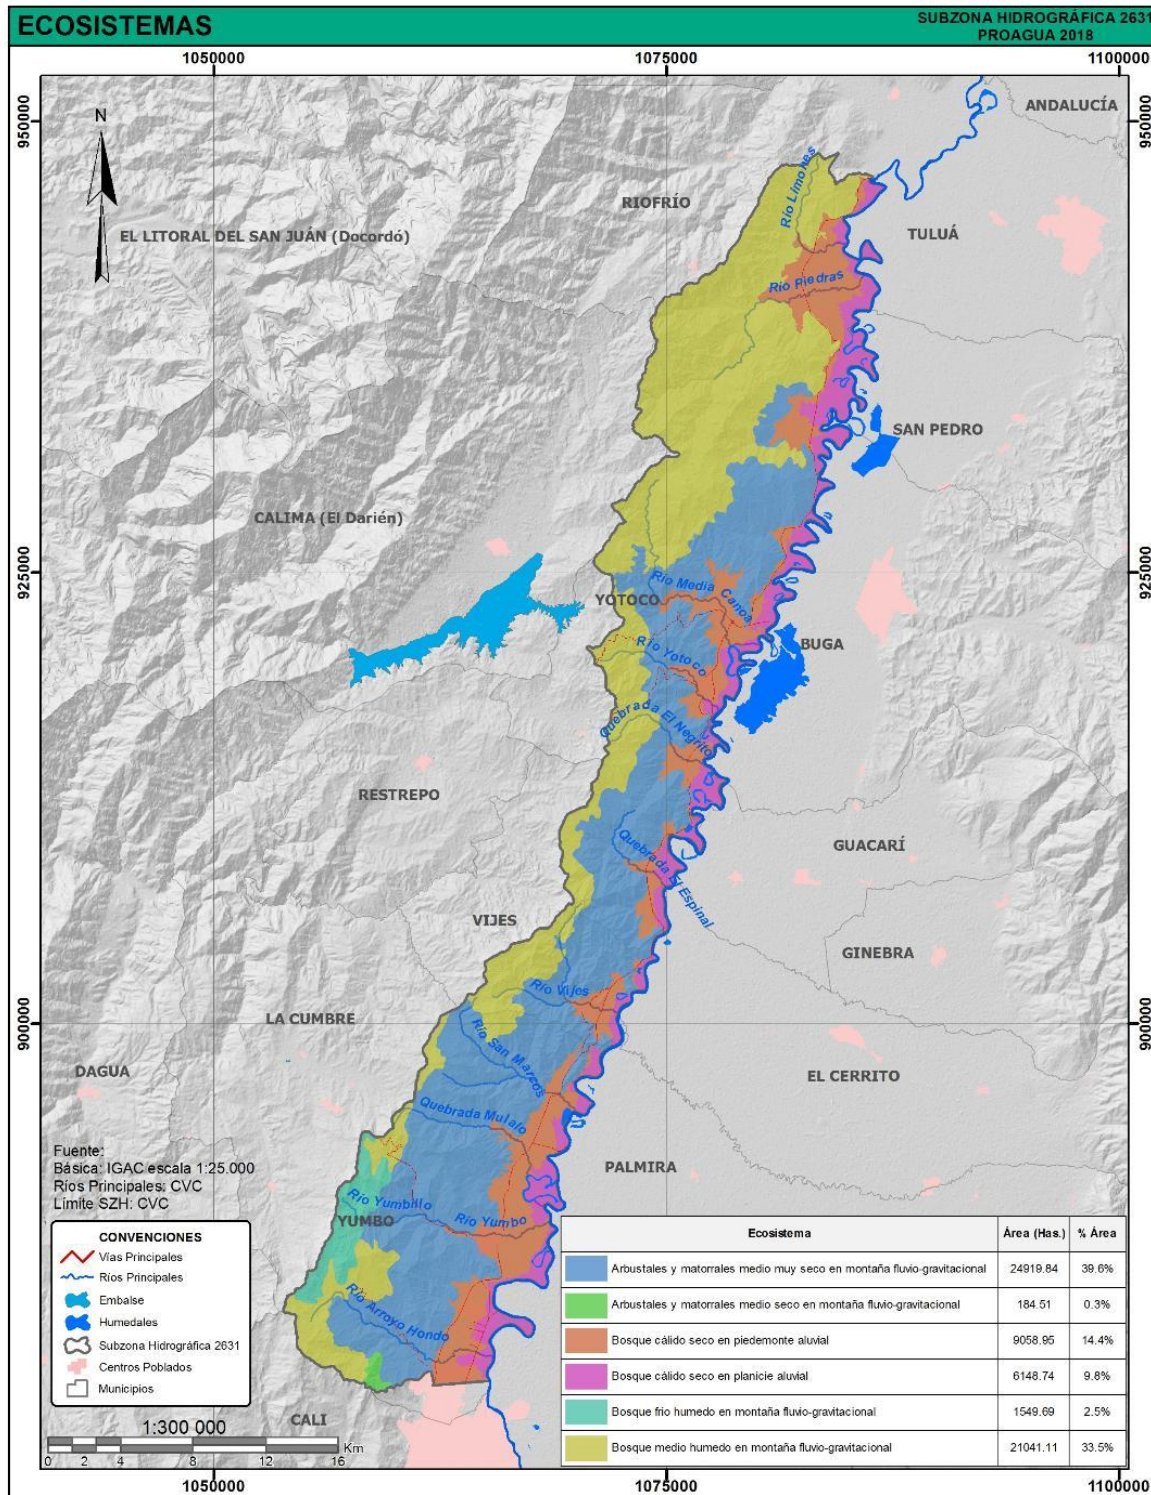 ECOSISTEMAS
SUBZONA HIDROGRÁFICA 2631
PROAGUA 2018
1050000
1075000
1100000
950000
950000
N
ANDALUCÍA
RIOFRÍO
Río Limones
EL LITORAL DEL SAN JUÁN (Docordó)
TULUÁ
Río Piedras
SAN PEDRO
CALIMA (El Darién)
925000
925000
Río Media Canoa
YOTOCO
Río Yotoco
BUGA
Quebrada El Negrito
RESTREPO
Quebrada El Espinal
GUACARÍ
VIJES
GINEBRA
Río Vijes
900000
900000
LA CUMBRE
Río San Marcos
DAGUA
EL CERRITO
Quebrada Mulalo
PALMIRA
Río Yumbillo
Río Yumbo
YUMBO
Río Arroyo Hondo
CALI
Fuente:
Básica: IGAC escala 1:25.000
Ríos Principales: CVC
Límite SZH: CVC
CONVENCIONES
Vías Principales
Ríos Principales
Embalse
Humedales
Subzona Hidrográfica 2631
Centros Poblados
Municipios
1:300 000
Km
0 2 4 8 12 16
Ecosistema Área (Has.) % Área
Arbustales y matorrales medio muy seco en montaña fluvio-gravitacional 24919.84 39.6%
Arbustales y matorrales medio seco en montaña fluvio-gravitacional 184.51 0.3%
Bosque cálido seco en piedemonte aluvial 9058.95 14.4%
Bosque cálido seco en planicie aluvial 6148.74 9.8%
Bosque frio humedo en montaña fluvio-gravitacional 1549.69 2.5%
Bosque medio humedo en montaña fluvio-gravitacional 21041.11 33.5%
1050000
1075000
1100000